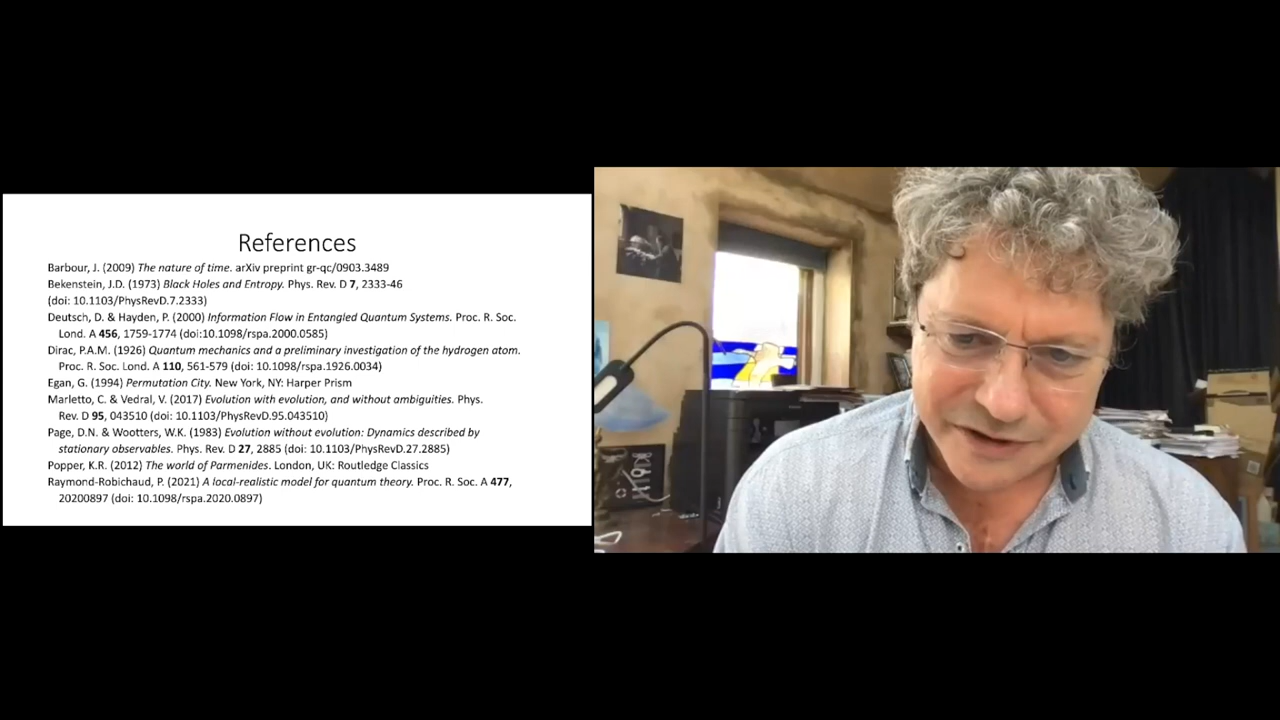 References
Barbour, J. (2009) The nature of time. arXiv preprint gr-qc/0903.3489
Bekenstein, J.D. (1973) Black Holes and Entropy. Phys. Rev. D 7, 2333-46
(doi: 10.1103/PhysRevD.7.2333)
Deutsch, D. & Hayden, P. (2000) Information Flow in Entangled Quantum Systems. Proc. R. Soc.
Lond. A 456, 1759-1774 (doi:10.1098/rspa.2000.0585)
Dirac, P.A.M. (1926) Quantum mechanics and a preliminary investigation of the hydrogen atom.
Proc. R. Soc. Lond. A 110, 561-579 (doi: 10.1098/rspa.1926.0034)
Egan, G. (1994) Permutation City. New York, NY: Harper Prism
Marletto, C. & Vedral, V. (2017) Evolution with evolution, and without ambiguities. Phys.
Rev. D 95, 043510 (doi: 10.1103/PhysRevD.95.043510)
Page, D.N. & Wootters, W.K. (1983) Evolution without evolution: Dynamics described by
stationary observables. Phys. Rev. D 27, 2885 (doi: 10.1103/PhysRevD.27.2885)
Popper, K.R. (2012) The world of Parmenides. London, UK: Routledge Classics
Raymond-Robichaud, P. (2021) A local-realistic model for quantum theory. Proc. R. Soc. A 477,
20200897 (doi: 10.1098/rspa.2020.0897)